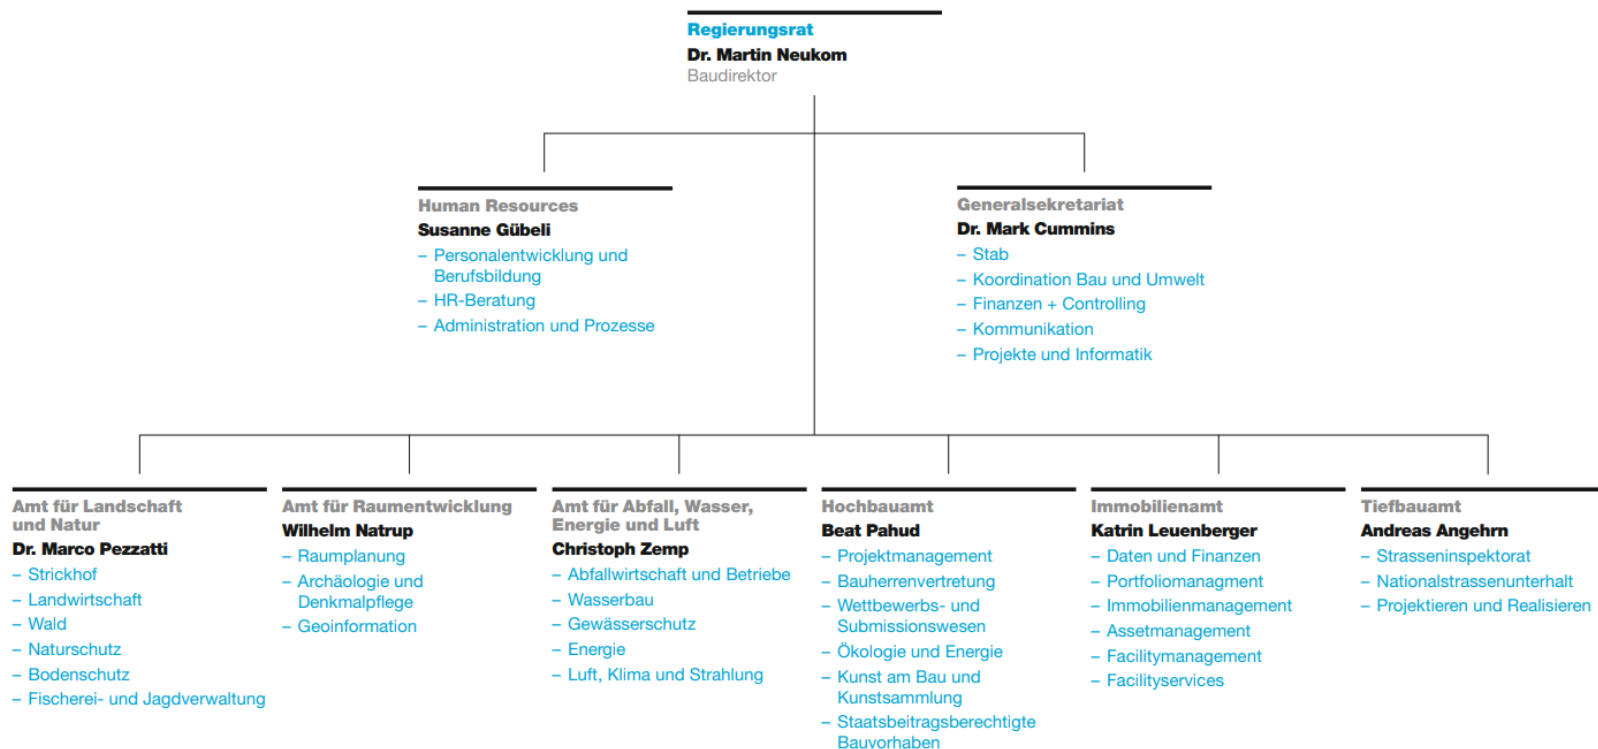 Regierungsrat
Dr. Martin Neukom
Baudirektor
Human Resources
Susanne Gübeli
– Personalentwicklung und
Berufsbildung
– HR-Beratung
– Administration und Prozesse
Generalsekretariat
Dr. Mark Cummins
– Stab
– Koordination Bau und Umwelt
– Finanzen + Controlling
– Kommunikation
– Projekte und Informatik
Amt für Landschaft
und Natur
Dr. Marco Pezzatti
– Strickhof
– Landwirtschaft
– Wald
– Naturschutz
– Bodenschutz
– Fischerei- und Jagdverwaltung
Amt für Raumentwicklung
Wilhelm Natrup
– Raumplanung
– Archäologie und
Denkmalpflege
– Geoinformation
Amt für Abfall, Wasser,
Energie und Luft
Christoph Zemp
– Abfallwirtschaft und Betriebe
– Wasserbau
– Gewässerschutz
– Energie
– Luft, Klima und Strahlung
Hochbauamt
Beat Pahud
– Projektmanagement
– Bauherrenvertretung
– Wettbewerbs- und
Submissionswesen
– Ökologie und Energie
– Kunst am Bau und
Kunstsammlung
– Staatsbeitragsberechtigte
Bauvorhaben
Immobilienamt
Katrin Leuenberger
– Daten und Finanzen
– Portfoliomanagment
– Immobilienmanagement
– Assetmanagement
– Facilitymanagement
– Facilityservices
Tiefbauamt
Andreas Angehrn
– Strasseninspektorat
– Nationalstrassenunterhalt
– Projektieren und Realisieren